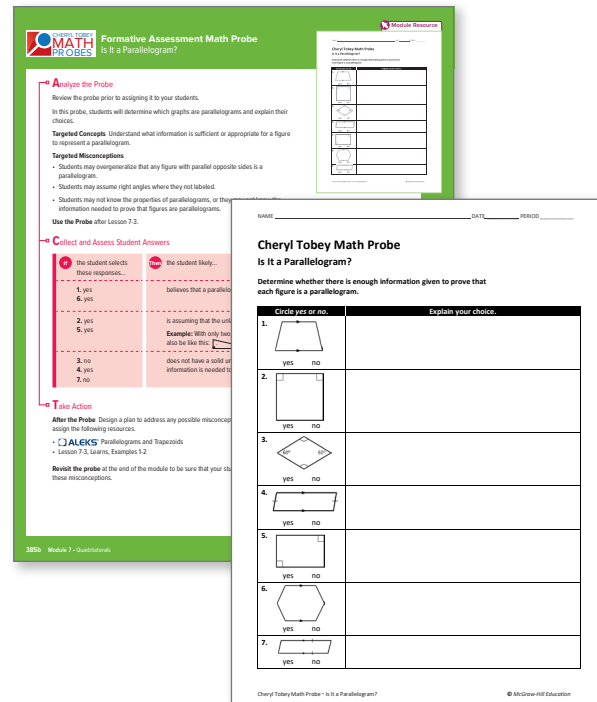 CHERYL TOBEY
MATH
PROBES
Formative Assessment Math Probe
Is It a Parallelogram?
Module Resource
Cheryl Tobey Math Probe
Is It a Parallelogram?
Analyze the Probe
Review the probe prior to assigning it to your students.
In this probe, students will determine which graphs are parallelograms and explain their
choices.
Targeted Concepts Understand what information is sufficient or appropriate for a figure
to represent a parallelogram.
Targeted Misconceptions
• Students may overgeneralize that any figure with parallel opposite sides is a
parallelogram.
• Students may assume right angles where they not labeled.
• Students may not know the properties of parallelograms, or they
information needed to prove that figures are parallelograms.
Use the Probe after Lesson 7-3.
Collect and Assess Student Answers
If the student selects
these responses...
Then the student likely...
1. yes
6. yes
believes that a parallelo
2. yes
5. yes
is assuming that the unl
Example: With only two
also be like this:
3. no
4. yes
7. no
does not have a solid un
information is needed to
Take Action
After the Probe Design a plan to address any possible misconcep
assign the following resources.
• ALEKS Parallelograms and Trapezoids
• Lesson 7-3, Learns, Examples 1-2
Revisit the probe at the end of the module to be sure that your stu
these misconceptions.
385b Module 7 • Quadrilaterals
NAME DATE PERIOD
Cheryl Tobey Math Probe
Is It a Parallelogram?
Determine whether there is enough information given to prove that
each figure is a parallelogram.
Circle yes or no. Explain your choice.
1.
yes no
2.
yes no
3.
60° 60°
yes no
4.
yes no
5.
yes no
6.
yes no
7.
yes no
Cheryl Tobey Math Probe • Is It a Parallelogram? © McGraw-Hill Education